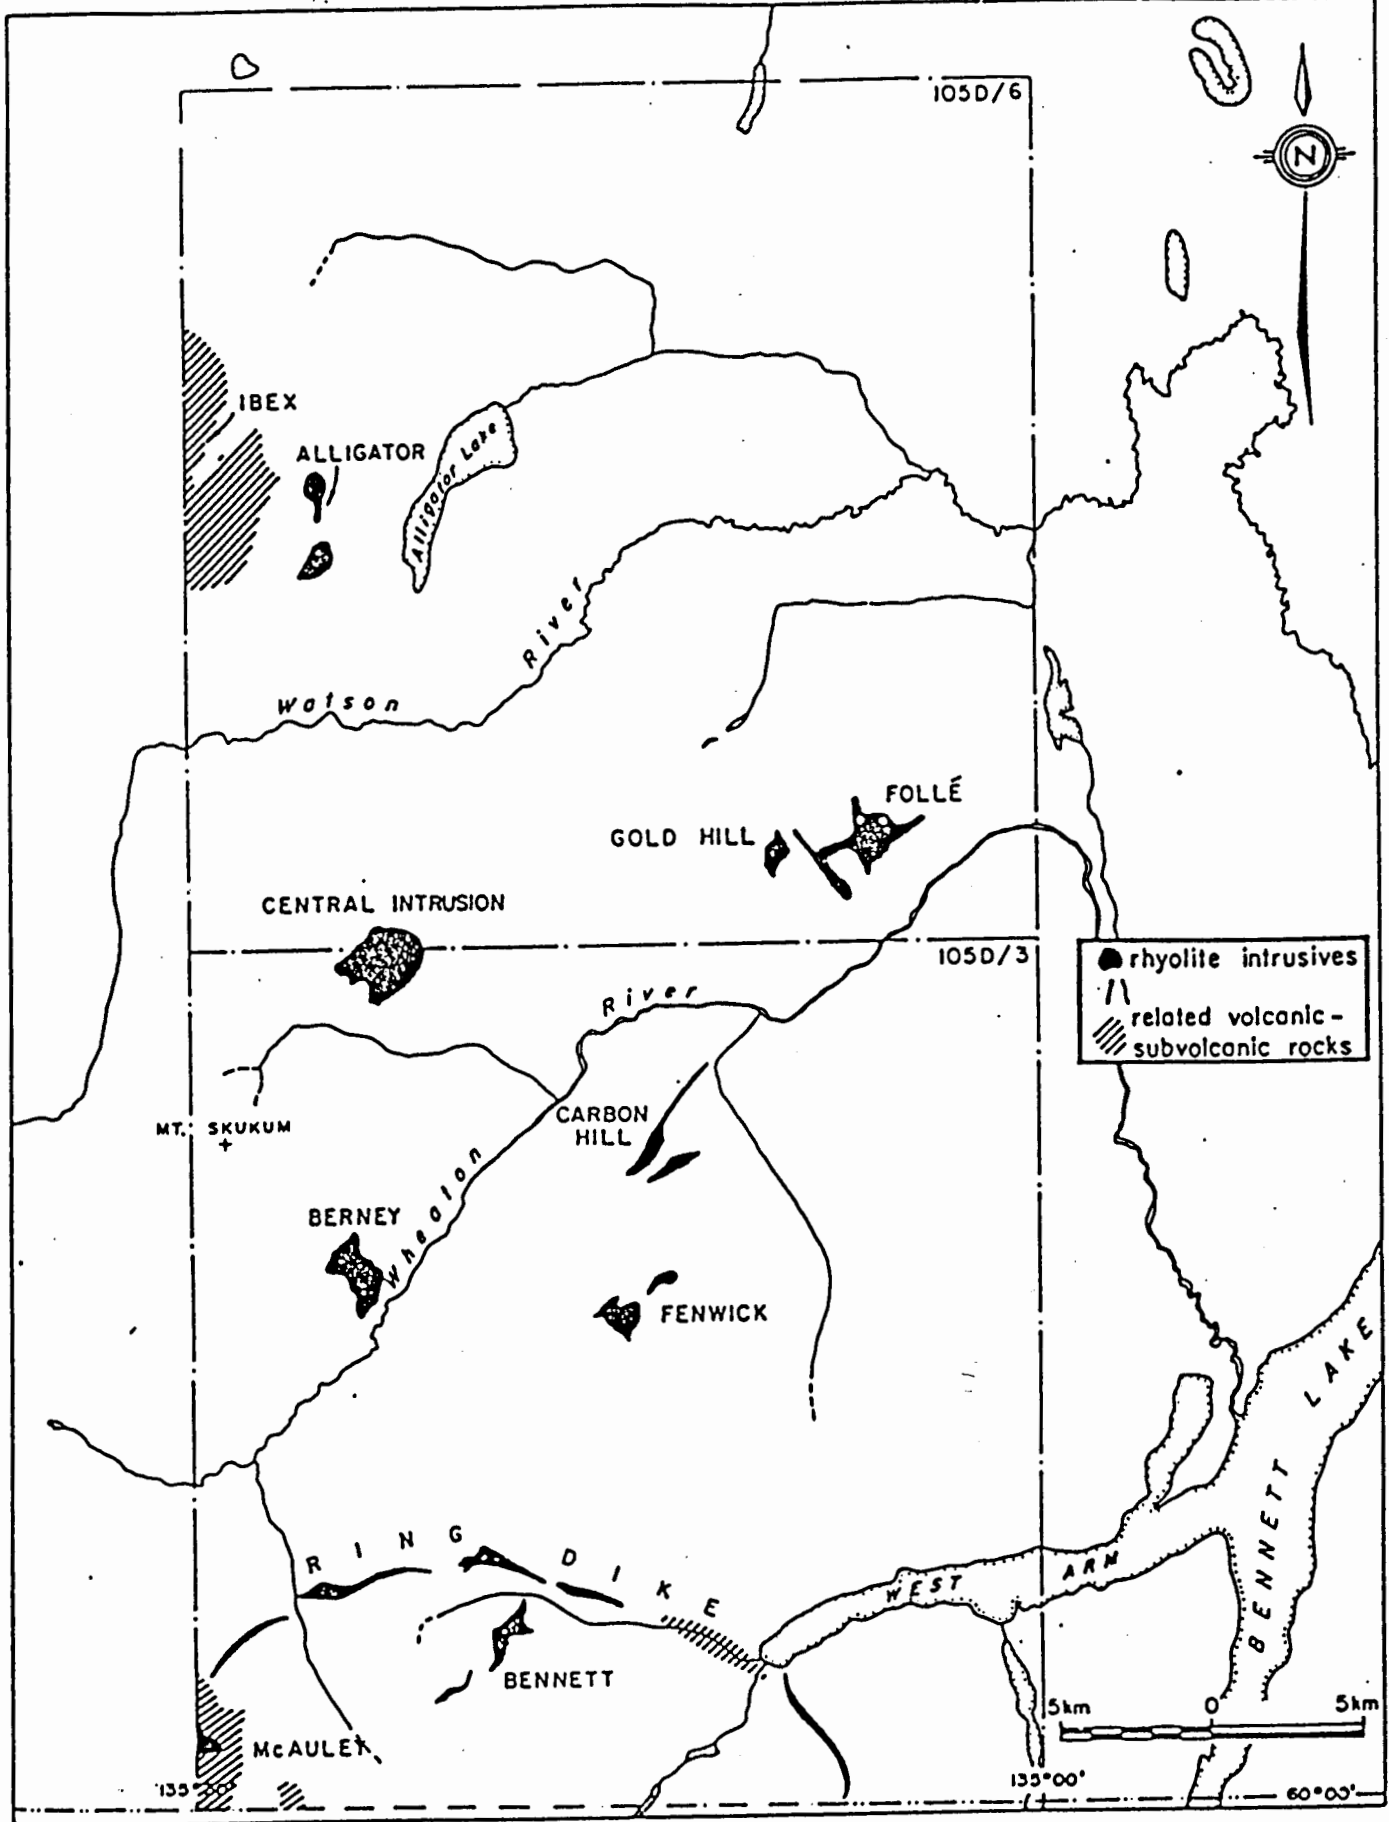 105D/6
N
IBEX
ALLIGATOR
Alligator Lake
River
Watson
FOLLÉ
GOLD HILL
CENTRAL INTRUSION
105D/3
rhyolite intrusives
related volcanic-
subvolcanic rocks
River
CARBON
HILL
MT. SKUKUM
Wheaton
BERNEY
FENWICK
BENNETT LAKE
RING DIKE
WEST ARM
BENNETT
5km 0 5km
McAULEY
135°
135°00'
60°00'